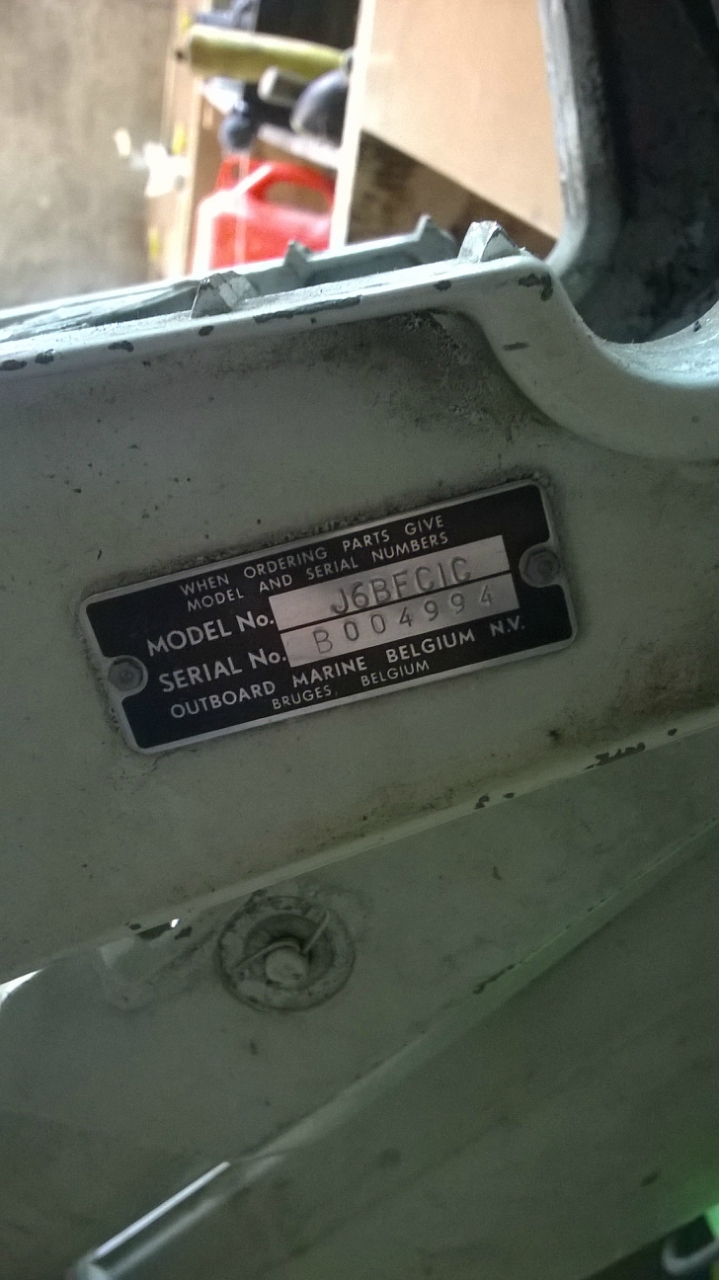 WHEN ORDERING PARTS GIVE
MODEL AND SERIAL NUMBERS
MODEL No. J6BFCIC
SERIAL No. B004994
OUTBOARD MARINE BELGIUM N.V.
BRUGES, BELGIUM